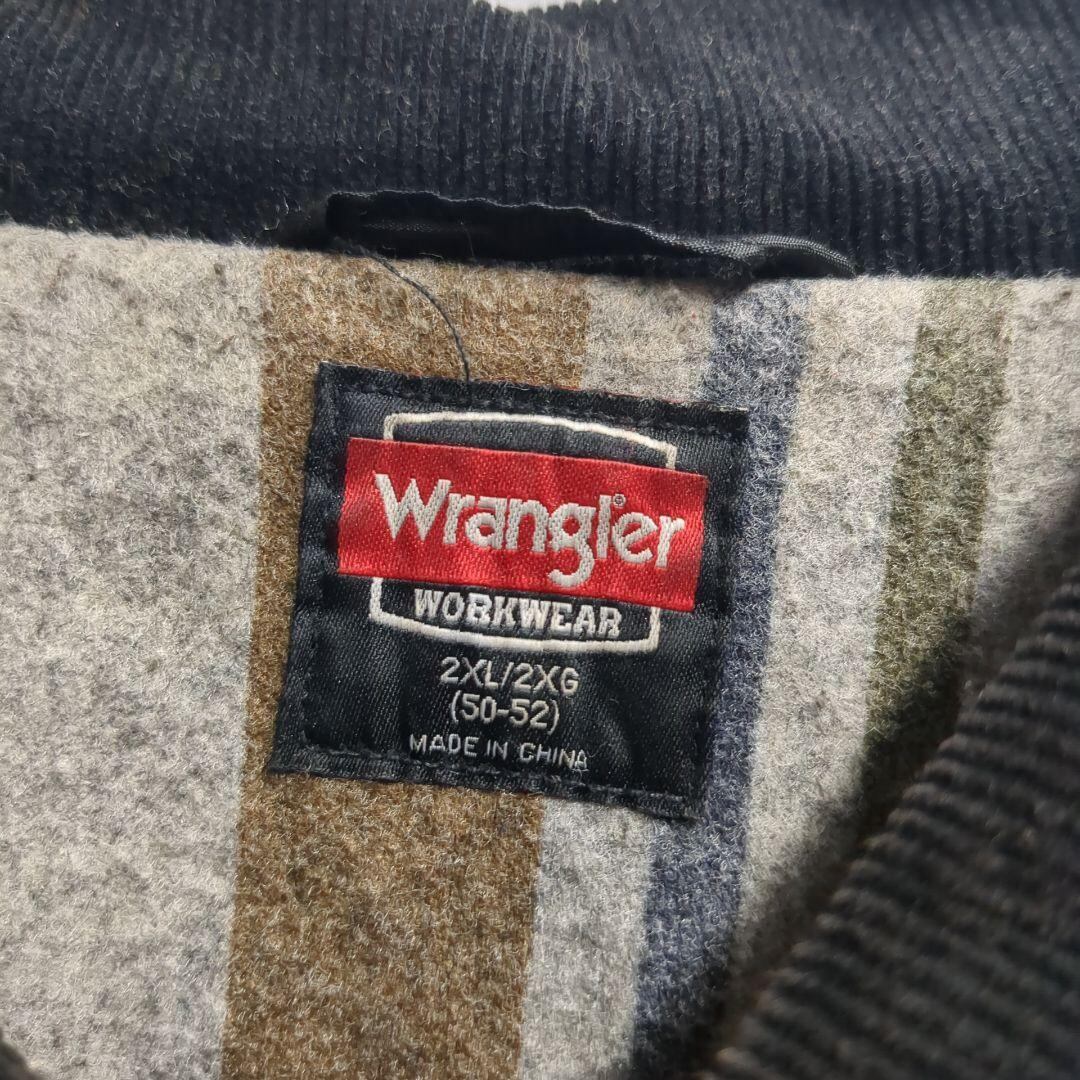 Wrangler®
WORKWEAR
2XL/2XG
(50-52)
MADE IN CHINA